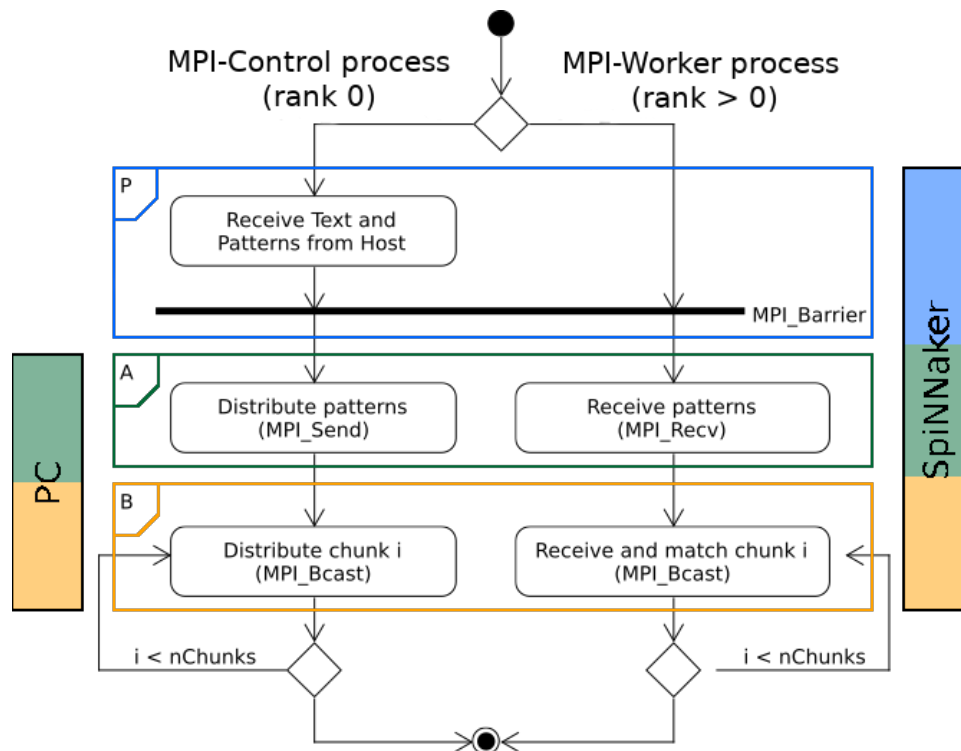 MPI-Control process
(rank 0)
MPI-Worker process
(rank > 0)
P
Receive Text and
Patterns from Host
MPI_Barrier
A
Distribute patterns
(MPI_Send)
Receive patterns
(MPI_Recv)
B
Distribute chunk i
(MPI_Bcast)
Receive and match chunk i
(MPI_Bcast)
i < nChunks
i < nChunks
PC
SpiNNaker